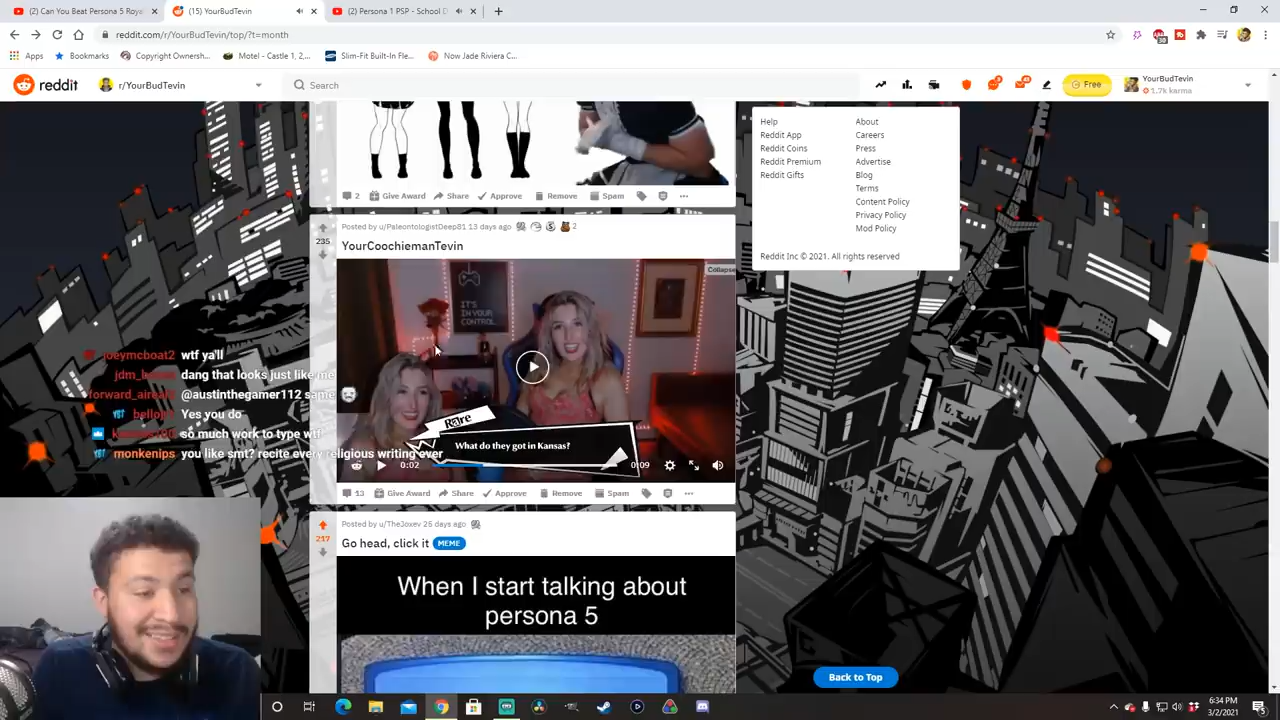 (2) Can You Beat Persona 5 Roya
(15) YourBudTevin
(2) Persona 1 PSP - School D
reddit.com/r/YourBudTevin/top/?t=month
Apps
Bookmarks
Copyright Ownersh...
Motel - Castle 1, 2,...
Slim-Fit Built-In Fle...
Now Jade Riviera C...
reddit
r/YourBudTevin
Search
Free
YourBudTevin
1.7k karma
Help
About
Reddit App
Careers
Reddit Coins
Press
Reddit Premium
Advertise
Reddit Gifts
Blog
Terms
Content Policy
Privacy Policy
Mod Policy
Reddit Inc © 2021. All rights reserved
2 Give Award Share Approve Remove Spam
Posted by u/PaleontologistDeep81 13 days ago 2
235
YourCoochiemanTevin
Collapse
IT'S
IN YOUR
CONTROL
Rare
What do they got in Kansas?
0:02
0:09
13 Give Award Share Approve Remove Spam
Posted by u/TheJoxev 25 days ago
217
Go head, click it MEME
When I start talking about
persona 5
joeymcboat2 wtf ya'll
dang that looks just like me
@austinthegamer112 same
Yes you do
so much work to type wtf
monkenips you like smt? recite every religious writing ever
Back to Top
6:34 PM
3/2/2021